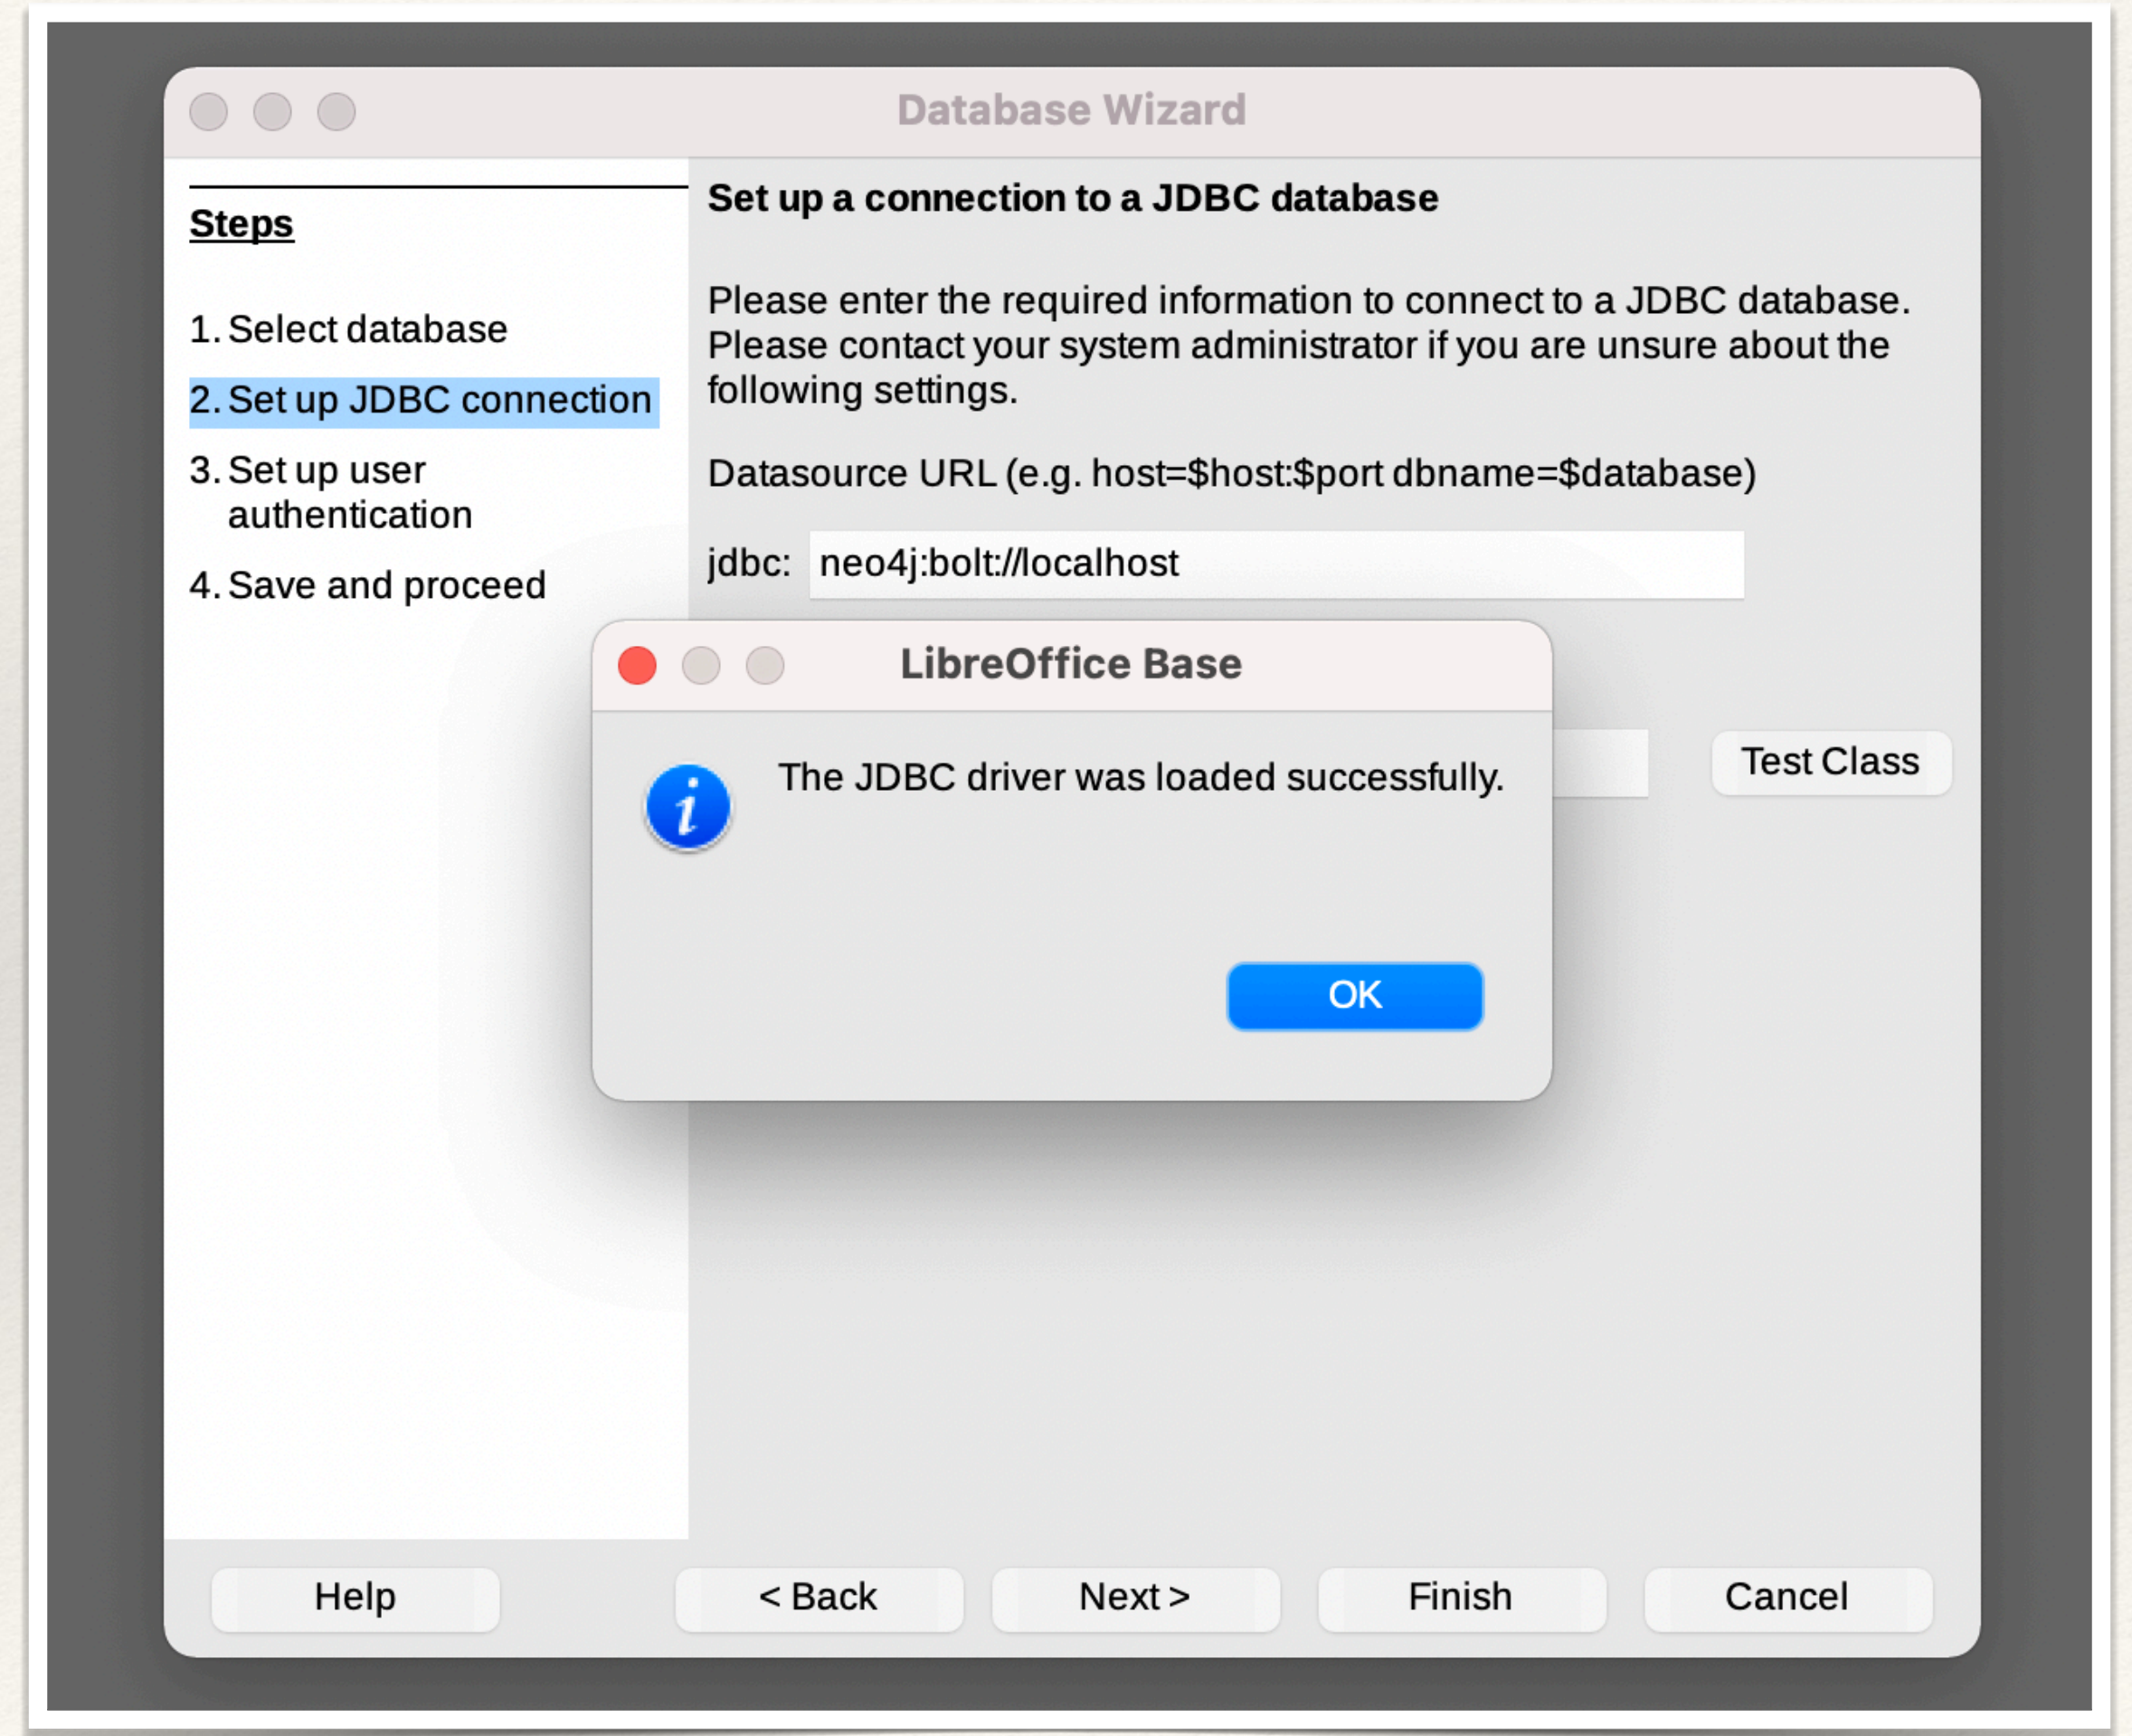 Database Wizard
Steps
1. Select database
2. Set up JDBC connection
3. Set up user
authentication
4. Save and proceed
Set up a connection to a JDBC database
Please enter the required information to connect to a JDBC database.
Please contact your system administrator if you are unsure about the
following settings.
Datasource URL (e.g. host=$host:$port dbname=$database)
jdbc: neo4j:bolt://localhost
LibreOffice Base
The JDBC driver was loaded successfully.
OK
Test Class
Help
< Back
Next >
Finish
Cancel